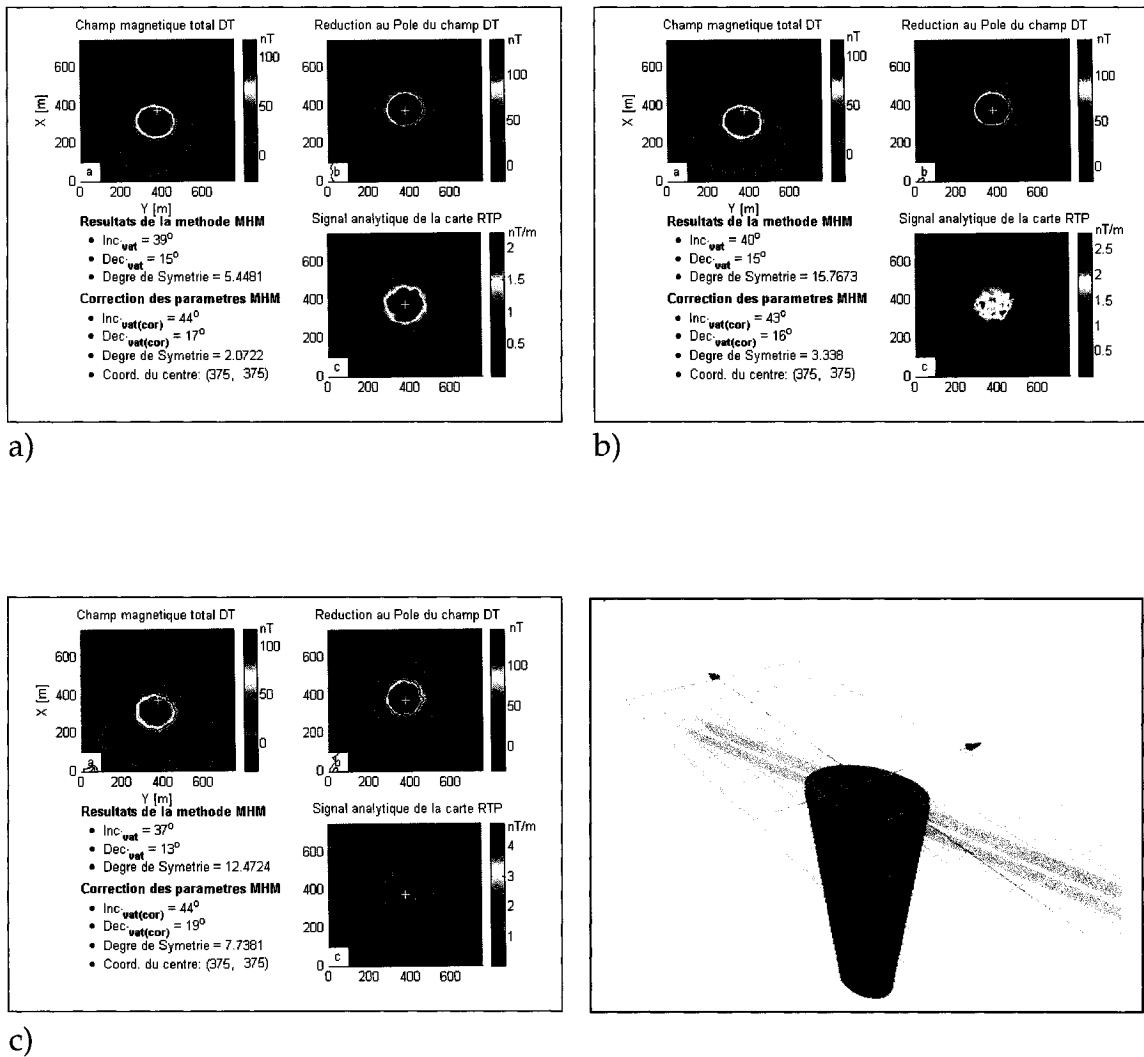 Champ magnetique total DT
nT
100
50
0
X [m]
600
400
200
0
a
0 200 400 600
Y [m]
Reduction au Pole du champ DT
nT
100
50
0
600
400
200
0
b
0 200 400 600
Resultats de la methode MHM
• Inc.vat = 39°
• Dec.vat = 15°
• Degre de Symetrie = 5.4481
Correction des parametres MHM
• Inc.vat(cor) = 44°
• Dec.vat(cor) = 17°
• Degre de Symetrie = 2.0722
• Coord. du centre: (375, 375)
Signal analytique de la carte RTP
nT/m
2
1.5
1
0.5
600
400
200
0
c
0 200 400 600
a)
Champ magnetique total DT
nT
100
50
0
X [m]
600
400
200
0
a
0 200 400 600
Y [m]
Reduction au Pole du champ DT
nT
100
50
0
600
400
200
0
b
0 200 400 600
Resultats de la methode MHM
• Inc.vat = 40°
• Dec.vat = 15°
• Degre de Symetrie = 15.7673
Correction des parametres MHM
• Inc.vat(cor) = 43°
• Dec.vat(cor) = 16°
• Degre de Symetrie = 3.338
• Coord. du centre: (375, 375)
Signal analytique de la carte RTP
nT/m
2.5
2
1.5
1
0.5
600
400
200
0
c
0 200 400 600
b)
Champ magnetique total DT
nT
100
50
0
X [m]
600
400
200
0
a
0 200 400 600
Y [m]
Reduction au Pole du champ DT
nT
100
50
0
600
400
200
0
b
0 200 400 600
Resultats de la methode MHM
• Inc.vat = 37°
• Dec.vat = 13°
• Degre de Symetrie = 12.4724
Correction des parametres MHM
• Inc.vat(cor) = 44°
• Dec.vat(cor) = 19°
• Degre de Symetrie = 7.7381
• Coord. du centre: (375, 375)
Signal analytique de la carte RTP
nT/m
4
3
2
1
600
400
200
0
c
0 200 400 600
c)